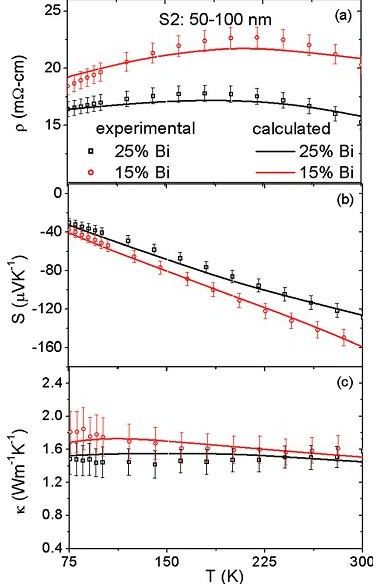 S2: 50-100 nm
(a)
25
20
15
ρ (mΩ-cm)
experimental calculated
25% Bi 25% Bi
15% Bi 15% Bi
(b)
0
-40
-80
-120
-160
S (μVK⁻¹)
(c)
2.4
2.0
1.6
1.2
0.8
0.4
κ (Wm⁻¹K⁻¹)
75 150 225 300
T (K)